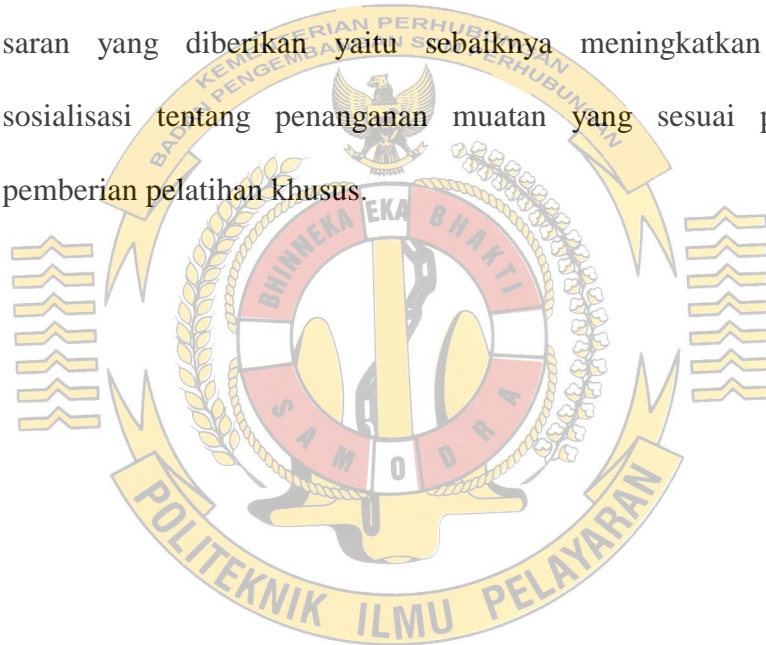 saran yang diberikan yaitu sebaiknya meningkatkan
sosialisasi tentang penanganan muatan yang sesuai p
pemberian pelatihan khusus.
KEMENTERIAN PERHUBUNGAN
BADAN PENGEMBANGAN SDM PERHUBUNGAN
BHINNEKA EKA BHAKTI
SAMODRA
POLITEKNIK ILMU PELAYARAN